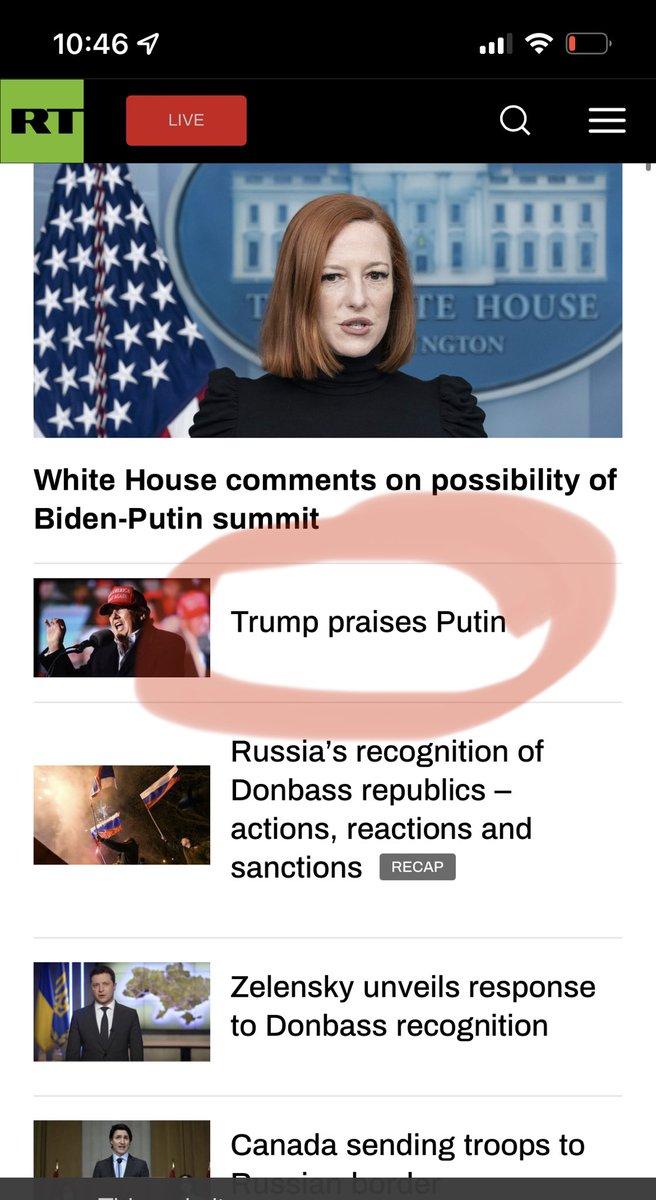 10:46
RT
LIVE
THE WHITE HOUSE
NGTON
White House comments on possibility of
Biden-Putin summit
Trump praises Putin
Russia’s recognition of
Donbass republics –
actions, reactions and
sanctions RECAP
Zelensky unveils response
to Donbass recognition
Canada sending troops to
Russian border